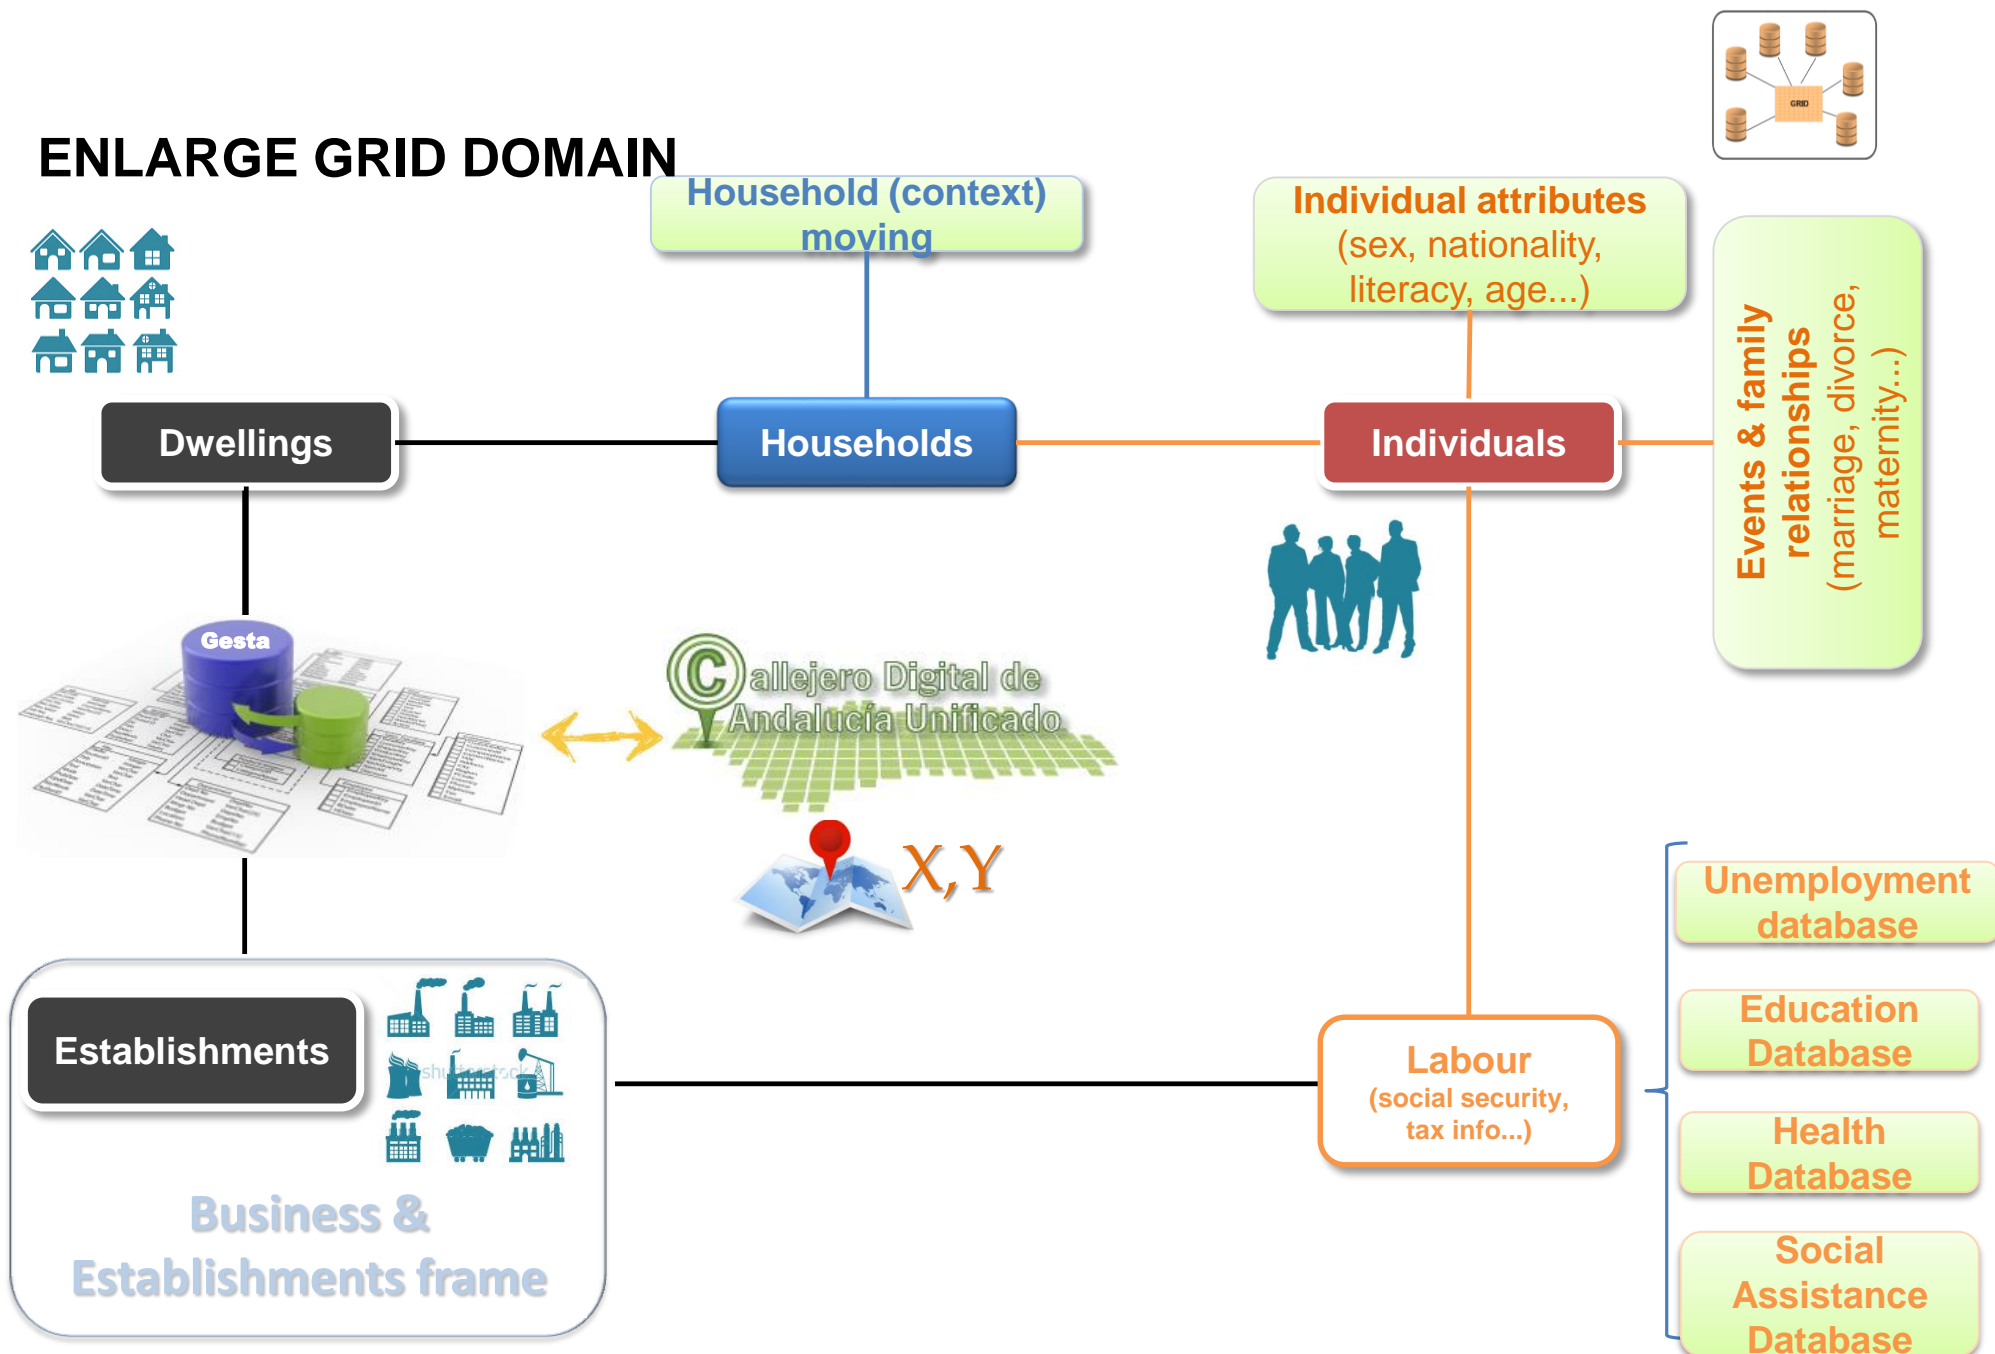 GRID
ENLARGE GRID DOMAIN
Household (context)
moving
Individual attributes
(sex, nationality,
literacy, age...)
Events & family
relationships
(marriage, divorce,
maternity...)
Dwellings
Households
Individuals
Gesta
Callejero Digital de
Andalucía Unificado
X,Y
Unemployment
database
Education
Database
Health
Database
Social
Assistance
Database
Establishments
shutterstock
Labour
(social security,
tax info...)
Business &
Establishments frame